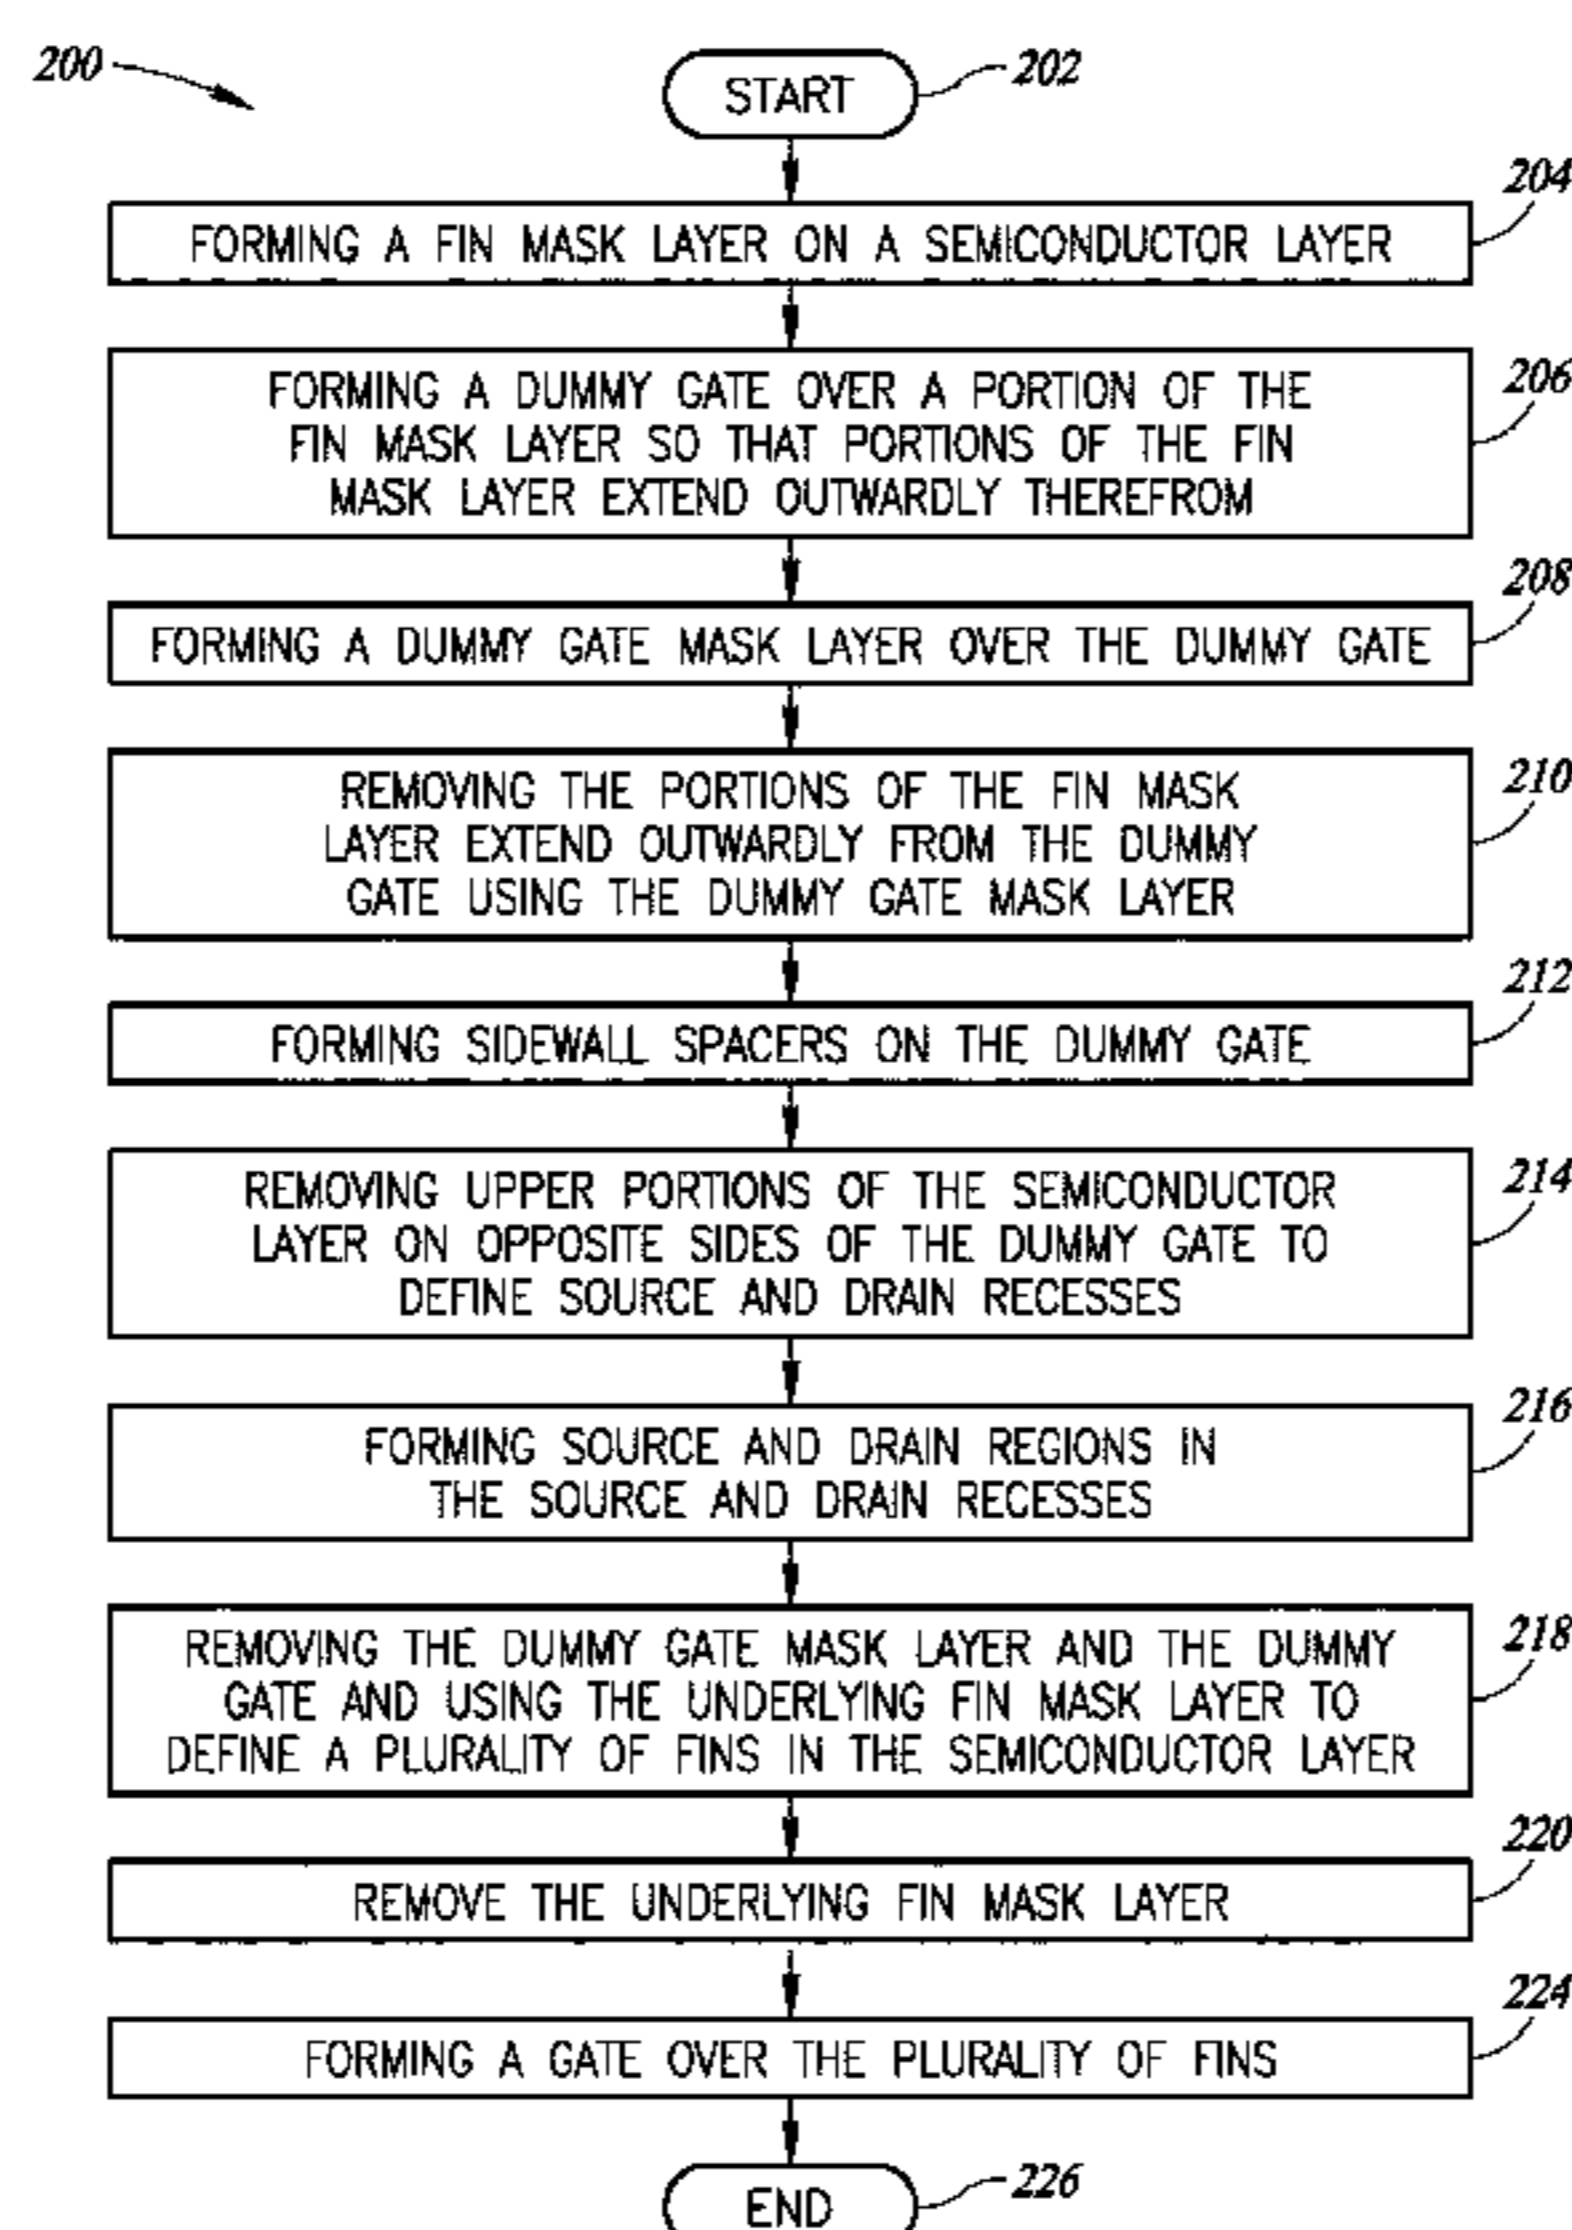 200
START
202
204
FORMING A FIN MASK LAYER ON A SEMICONDUCTOR LAYER
206
FORMING A DUMMY GATE OVER A PORTION OF THE
FIN MASK LAYER SO THAT PORTIONS OF THE FIN
MASK LAYER EXTEND OUTWARDLY THEREFROM
208
FORMING A DUMMY GATE MASK LAYER OVER THE DUMMY GATE
210
REMOVING THE PORTIONS OF THE FIN MASK
LAYER EXTEND OUTWARDLY FROM THE DUMMY
GATE USING THE DUMMY GATE MASK LAYER
212
FORMING SIDEWALL SPACERS ON THE DUMMY GATE
214
REMOVING UPPER PORTIONS OF THE SEMICONDUCTOR
LAYER ON OPPOSITE SIDES OF THE DUMMY GATE TO
DEFINE SOURCE AND DRAIN RECESSES
216
FORMING SOURCE AND DRAIN REGIONS IN
THE SOURCE AND DRAIN RECESSES
218
REMOVING THE DUMMY GATE MASK LAYER AND THE DUMMY
GATE AND USING THE UNDERLYING FIN MASK LAYER TO
DEFINE A PLURALITY OF FINS IN THE SEMICONDUCTOR LAYER
220
REMOVE THE UNDERLYING FIN MASK LAYER
224
FORMING A GATE OVER THE PLURALITY OF FINS
END
226